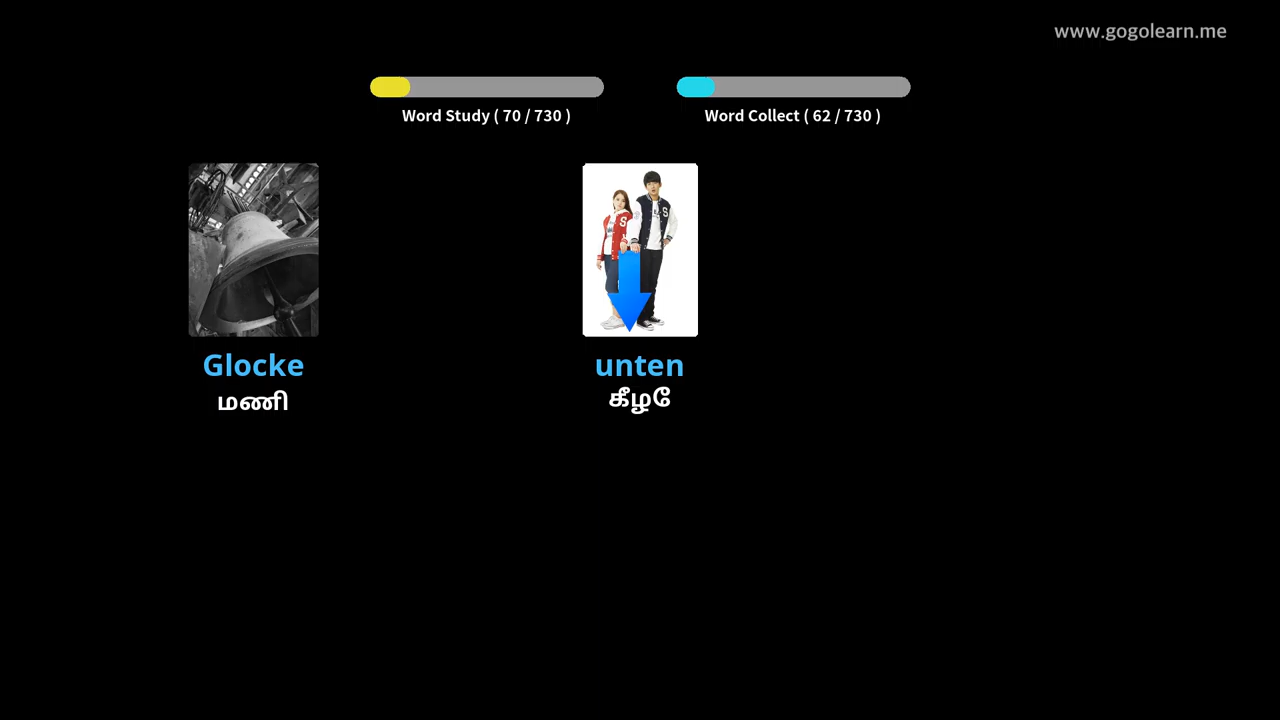 www.gogolearn.me
Word Study ( 70 / 730 )
Word Collect ( 62 / 730 )
Glocke
மணி
unten
கீழே